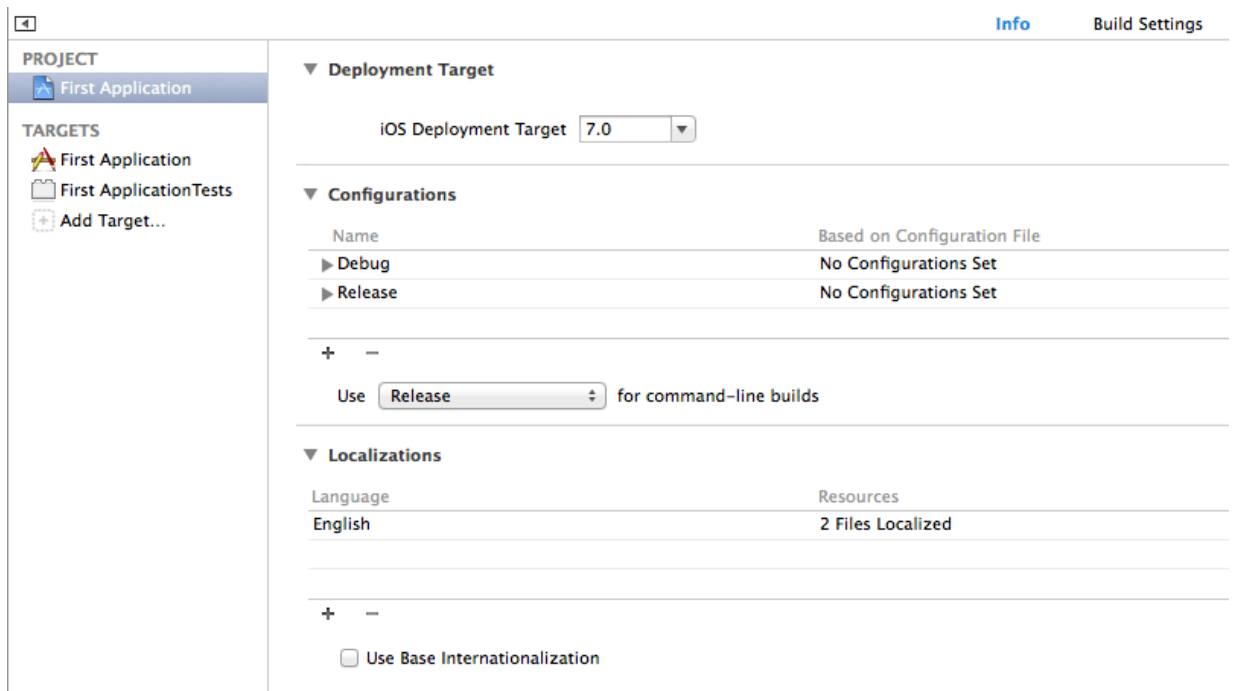 Info Build Settings
PROJECT
First Application
TARGETS
First Application
First ApplicationTests
Add Target...
Deployment Target
iOS Deployment Target 7.0
Configurations
Name Based on Configuration File
Debug No Configurations Set
Release No Configurations Set
+ −
Use Release for command-line builds
Localizations
Language Resources
English 2 Files Localized
+ −
Use Base Internationalization